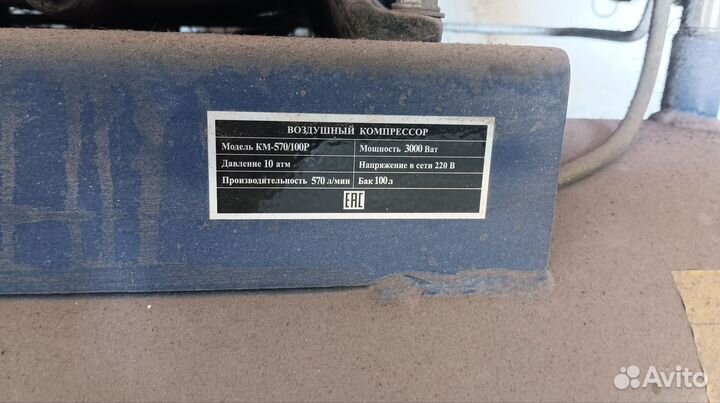 ВОЗДУШНЫЙ КОМПРЕССОР
Модель КМ-570/100Р Мощность 3000 Ват
Давление 10 атм Напряжение в сети 220 В
Производительность 570 л/мин Бак 100 л
EAC
Avito